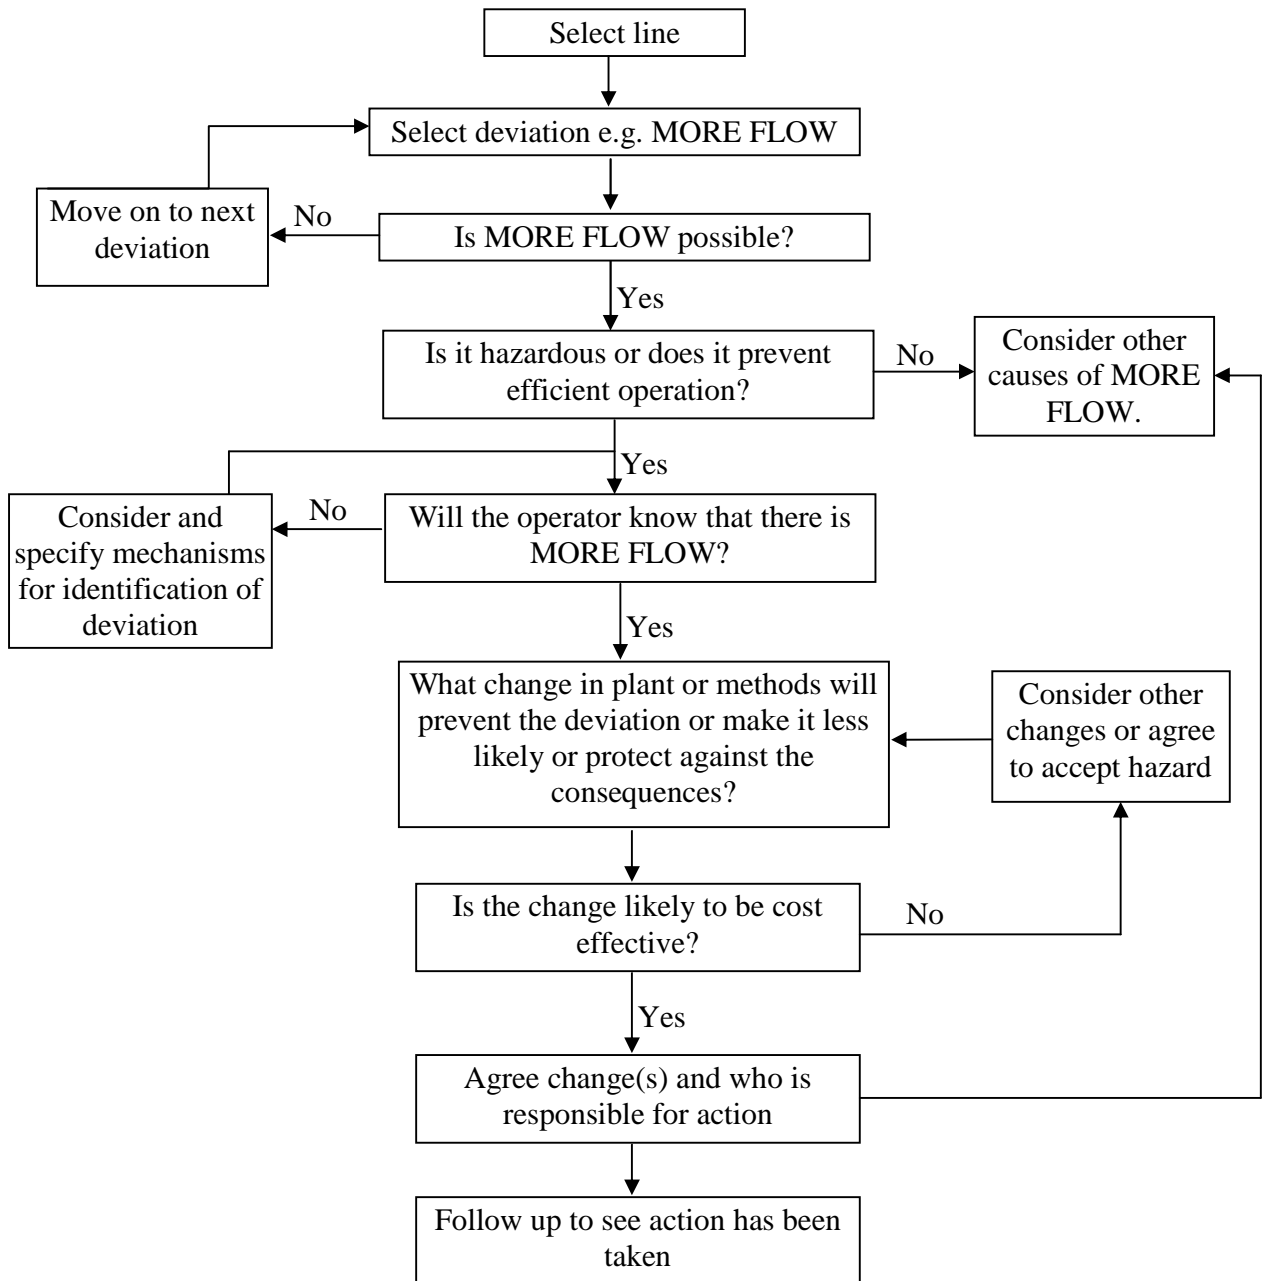 Select line
Select deviation e.g. MORE FLOW
Move on to next
deviation
No
Is MORE FLOW possible?
Yes
Is it hazardous or does it prevent
efficient operation?
No
Consider other
causes of MORE
FLOW.
Yes
Consider and
specify mechanisms
for identification of
deviation
No
Will the operator know that there is
MORE FLOW?
Yes
What change in plant or methods will
prevent the deviation or make it less
likely or protect against the
consequences?
Consider other
changes or agree
to accept hazard
Is the change likely to be cost
effective?
No
Yes
Agree change(s) and who is
responsible for action
Follow up to see action has been
taken